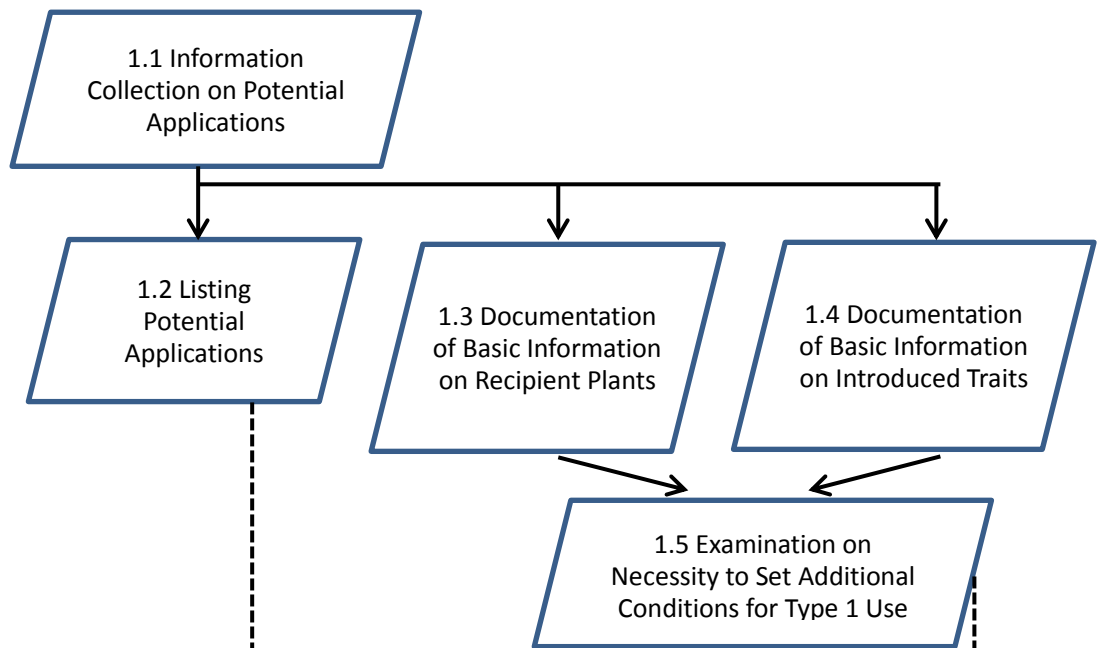 1.1 Information
Collection on Potential
Applications
1.2 Listing
Potential
Applications
1.3 Documentation
of Basic Information
on Recipient Plants
1.4 Documentation
of Basic Information
on Introduced Traits
1.5 Examination on
Necessity to Set Additional
Conditions for Type 1 Use